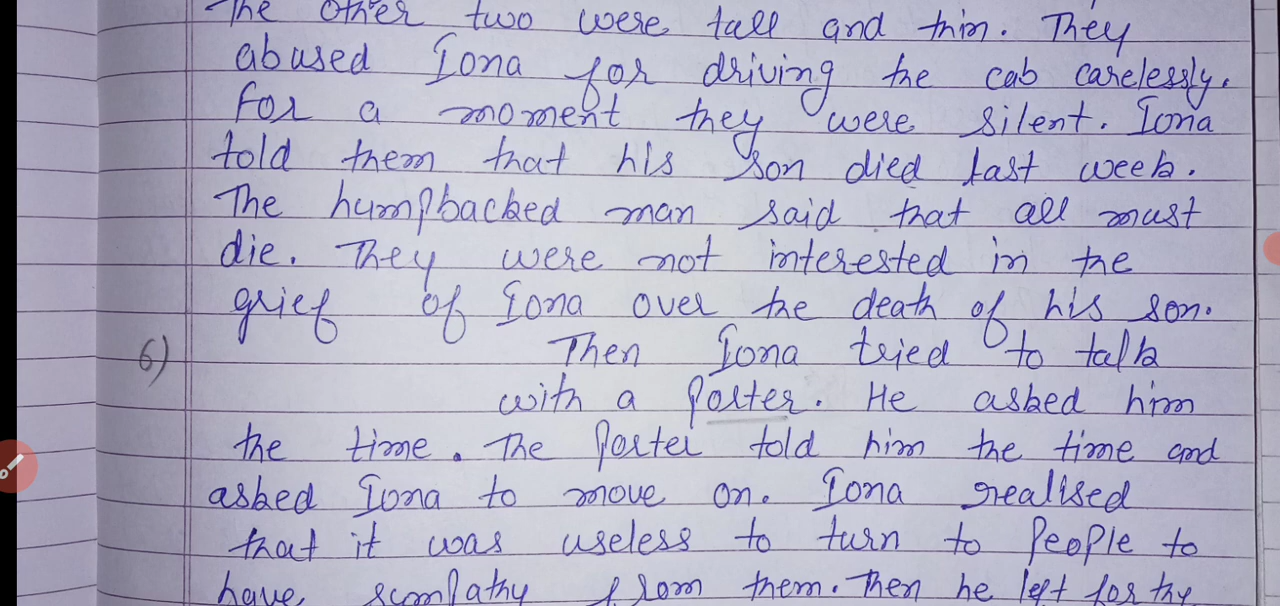 The other two were tall and thin. They
abused Iona for driving the cab carelessly.
For a moment they were silent. Iona
told them that his son died last week.
The humpbacked man said that all must
die. They were not interested in the
grief of Iona over the death of his son.
6) Then Iona tried to talk
with a Porter. He asked him
the time. The Porter told him the time and
asked Iona to move on. Iona realised
that it was useless to turn to People to
have sympathy from them. Then he left for the